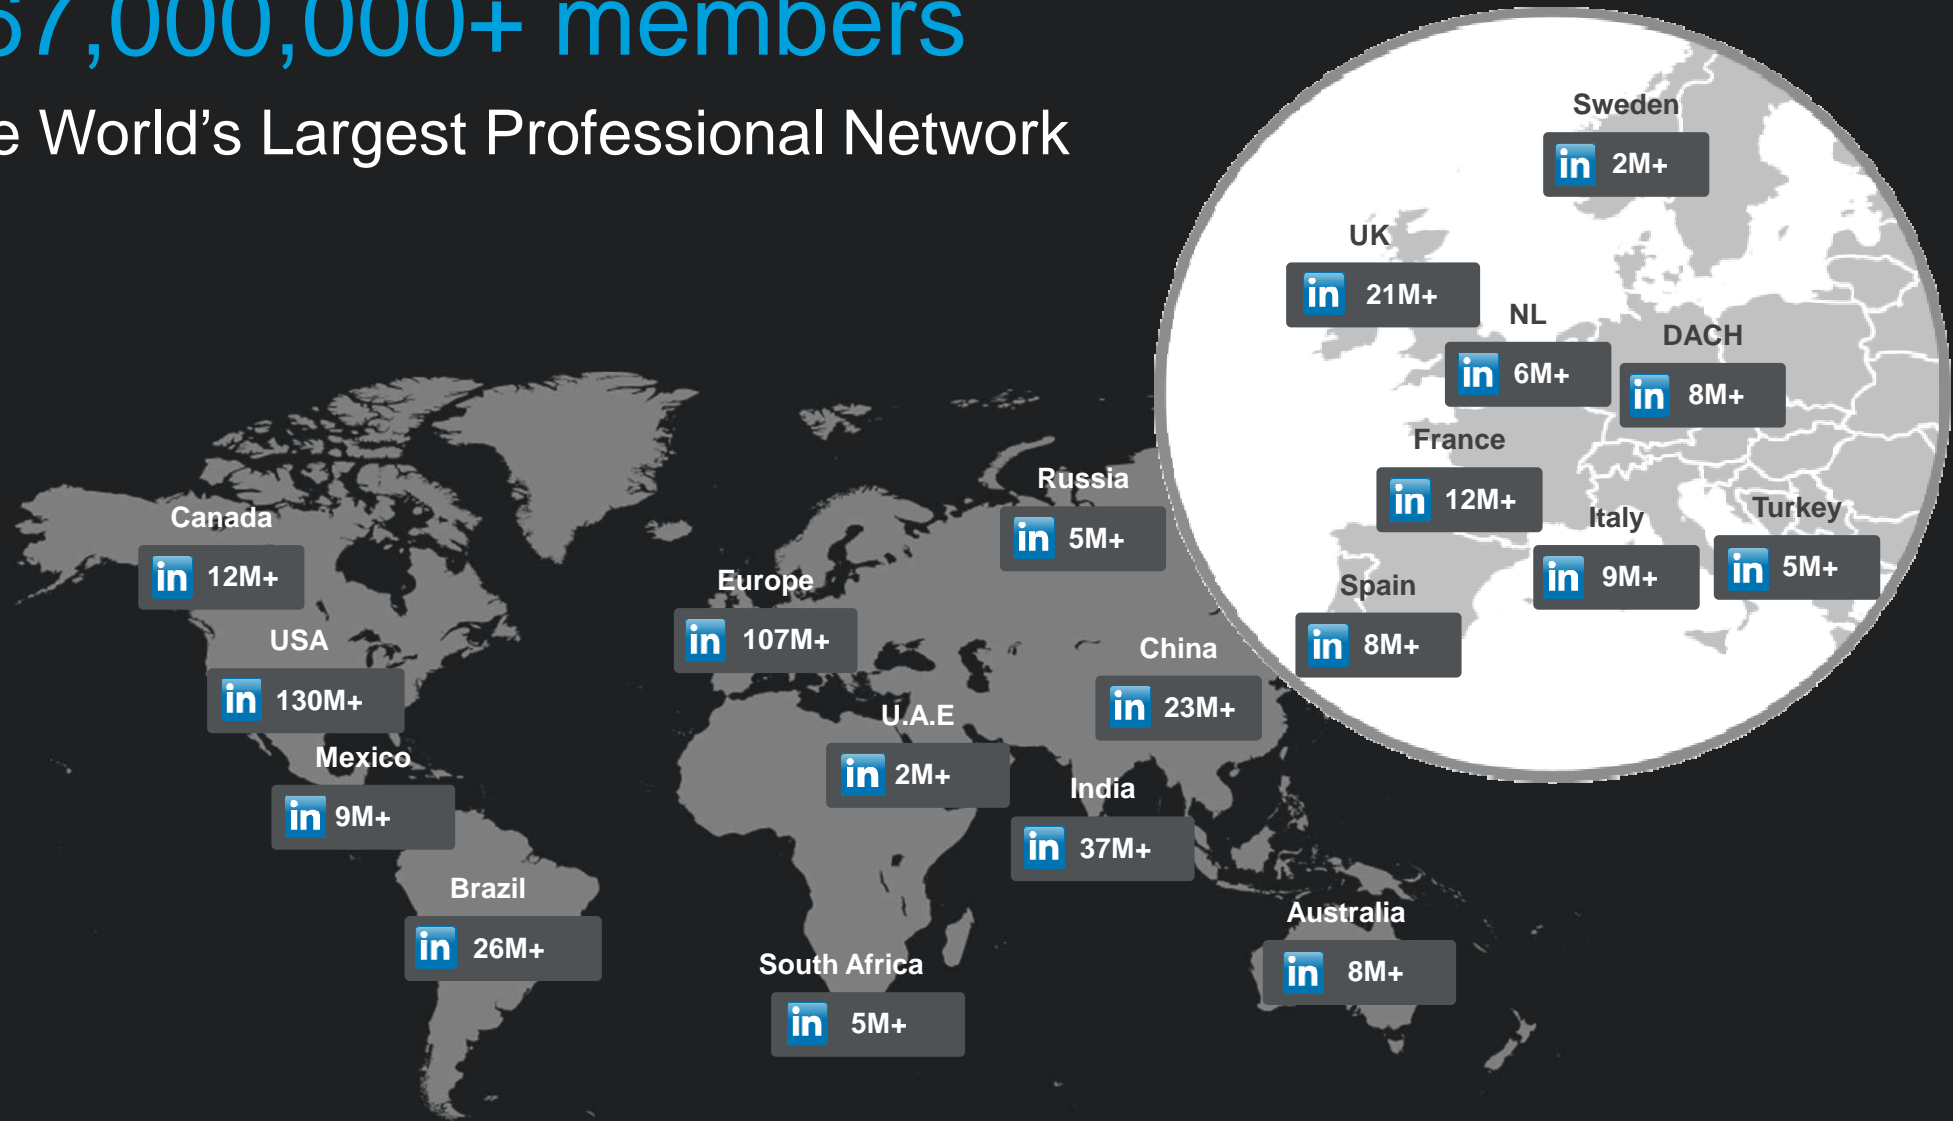 67,000,000+ members
e World's Largest Professional Network
Sweden
in 2M+
UK
in 21M+
NL
in 6M+
DACH
in 8M+
France
in 12M+
Russia
in 5M+
Italy
in 9M+
Turkey
in 5M+
Canada
in 12M+
Europe
in 107M+
Spain
in 8M+
USA
in 130M+
China
in 23M+
U.A.E
in 2M+
Mexico
in 9M+
India
in 37M+
Brazil
in 26M+
Australia
in 8M+
South Africa
in 5M+